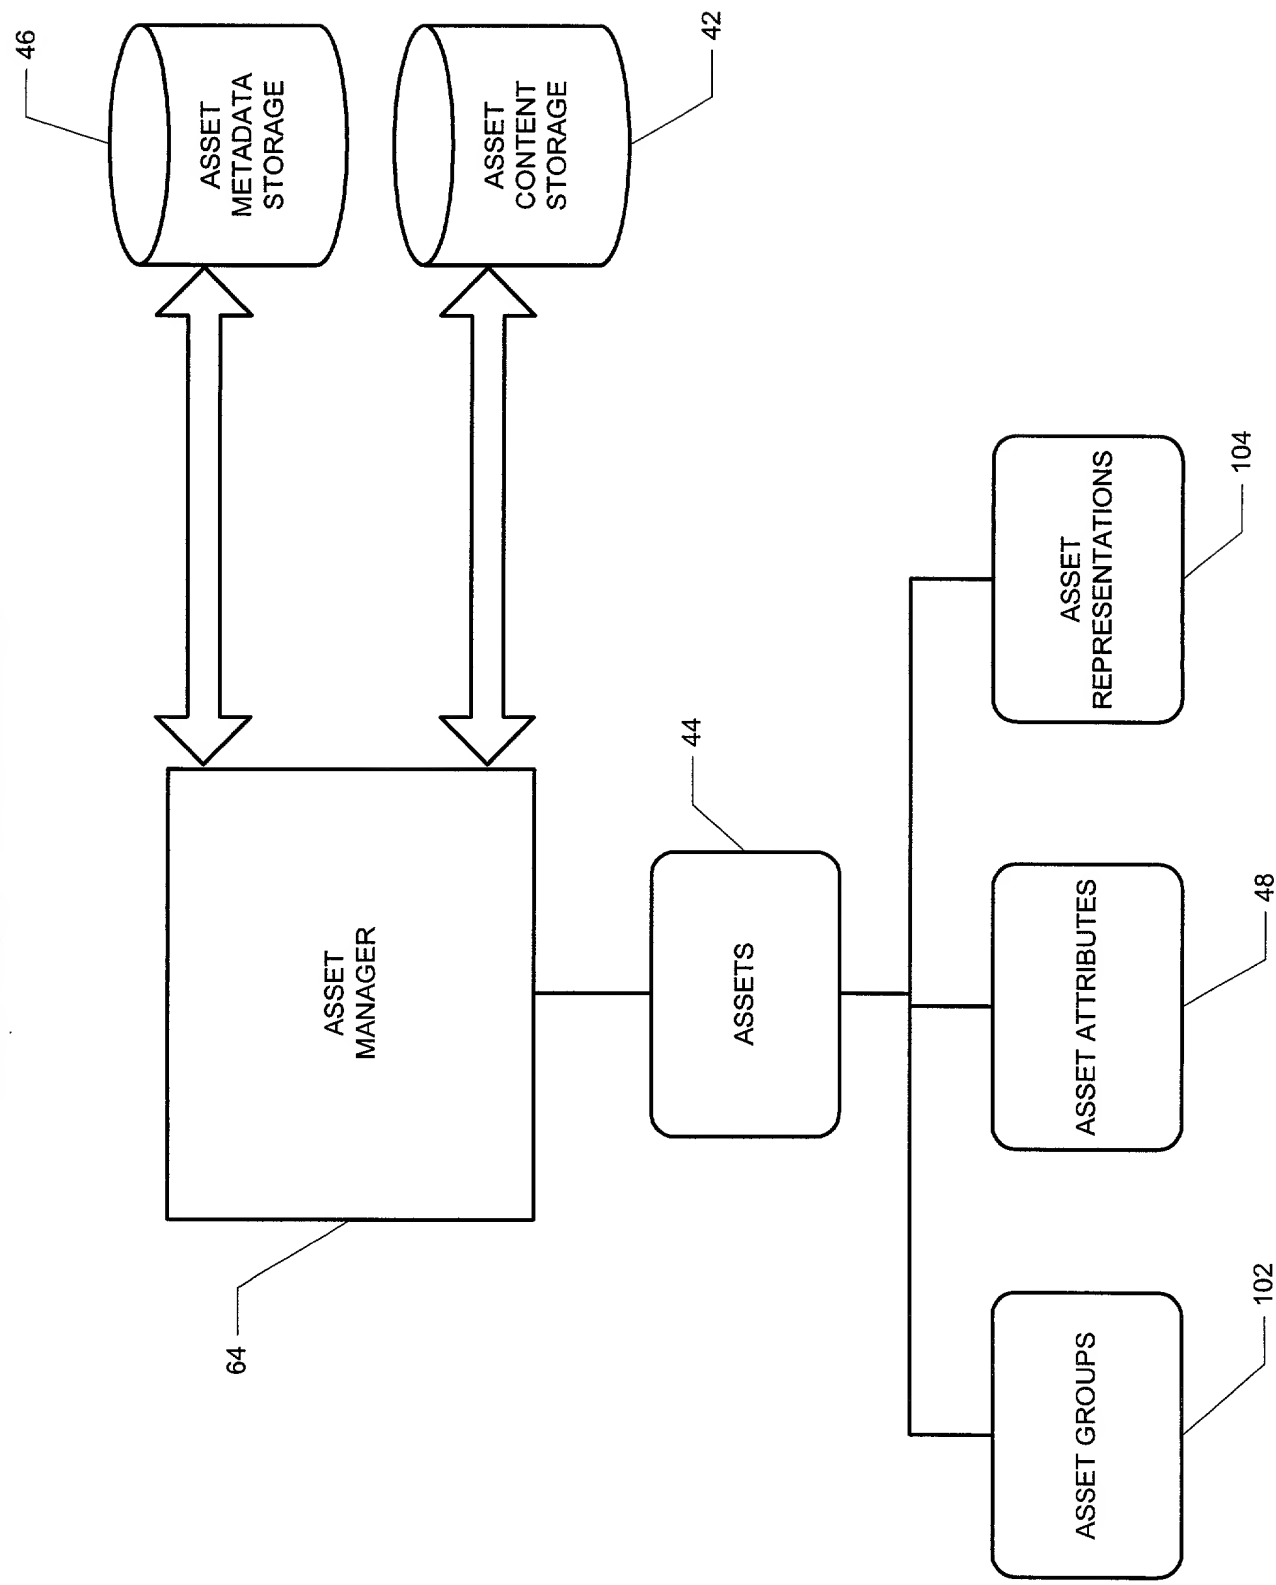 46
ASSET
METADATA
STORAGE
42
ASSET
CONTENT
STORAGE
64
ASSET
MANAGER
44
ASSETS
102
ASSET GROUPS
48
ASSET ATTRIBUTES
104
ASSET
REPRESENTATIONS